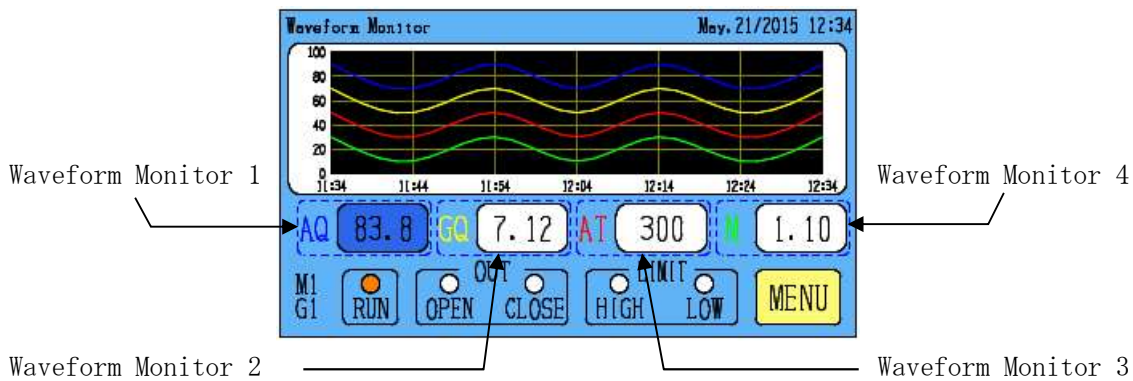 Waveform Monitor May. 21/2015 12:34
100
80
60
40
20
0
11:34 11:44 11:54 12:04 12:14 12:24 12:34
Waveform Monitor 1
Waveform Monitor 4
AQ 83.8 GQ 7.12 AT 300 N 1.10
OUT LIMIT
M1
G1
RUN OPEN CLOSE HIGH LOW MENU
Waveform Monitor 2
Waveform Monitor 3